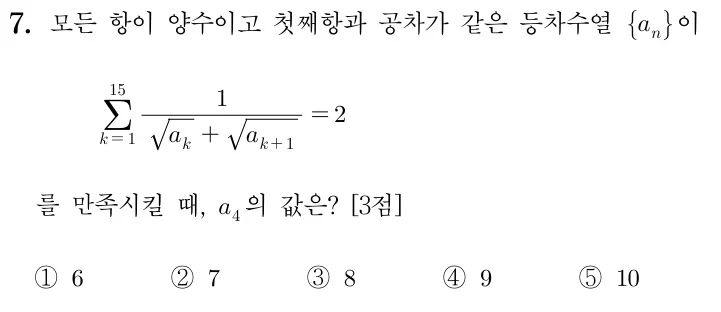 7. 모든 항이 양수이고 첫째항과 공차가 같은 등차수열 {aₙ}이
∑_{k=1}^{15} 1/(√a_k + √a_{k+1}) = 2
를 만족시킬 때, a₄의 값은? [3점]
① 6 ② 7 ③ 8 ④ 9 ⑤ 10